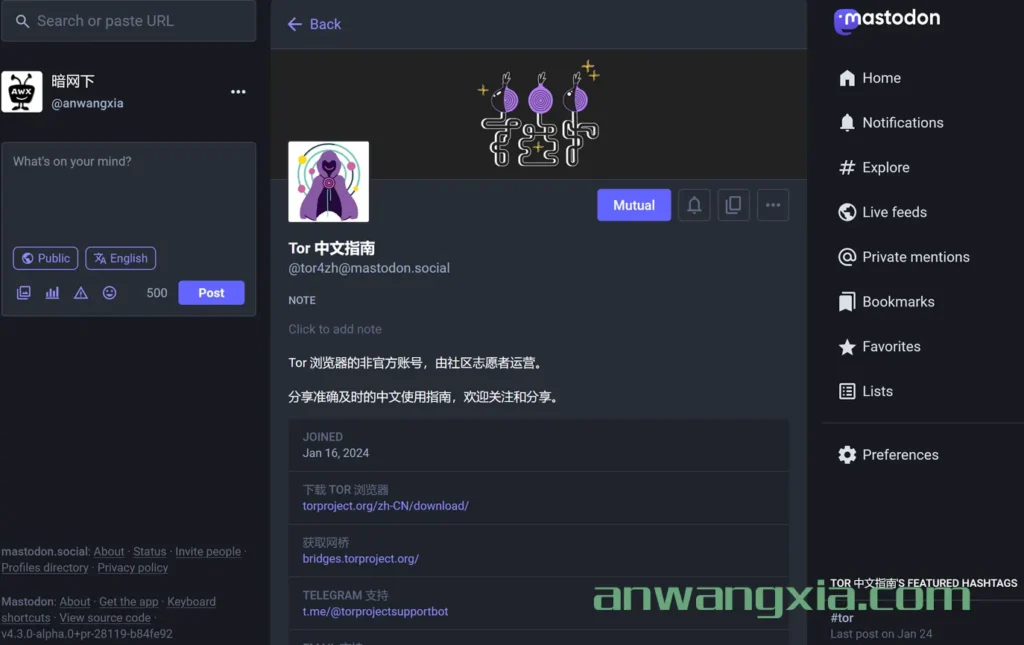 Search or paste URL
暗网下
@anwangxia
AWX
What's on your mind?
Public
English
500
Post
mastodon.social: About · Status · Invite people ·
Profiles directory · Privacy policy
Mastodon: About · Get the app · Keyboard
shortcuts · View source code ·
v4.3.0-alpha.0+pr-28119-b84fe92
Back
Mutual
Tor 中文指南
@tor4zh@mastodon.social
NOTE
Click to add note
Tor 浏览器的非官方账号，由社区志愿者运营。
分享准确及时的中文使用指南，欢迎关注和分享。
JOINED
Jan 16, 2024
下载 TOR 浏览器
torproject.org/zh-CN/download/
获取网桥
bridges.torproject.org/
TELEGRAM 支持
t.me/@torprojectsupportbot
mastodon
Home
Notifications
Explore
Live feeds
Private mentions
Bookmarks
Favorites
Lists
Preferences
TOR 中文指南'S FEATURED HASHTAGS
anwangxia.com
#tor
Last post on Jan 24